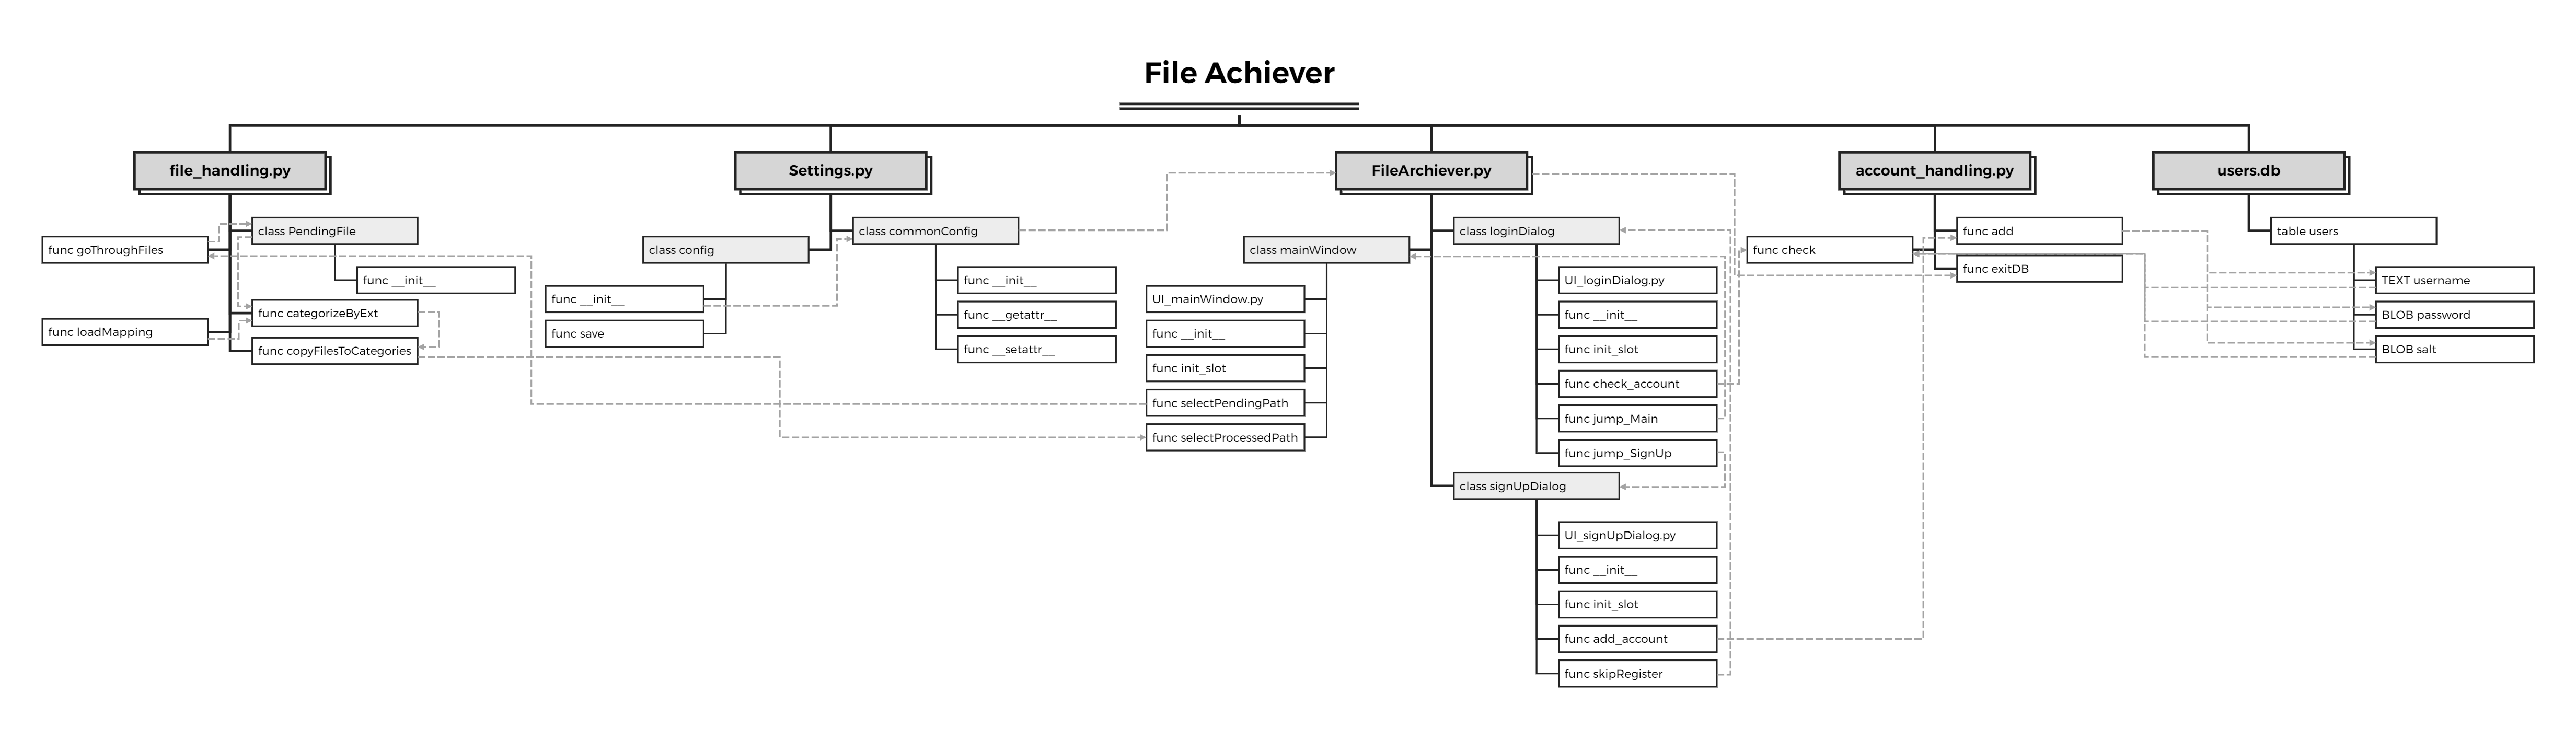 File Achiever
file_handling.py
Settings.py
FileArchiever.py
account_handling.py
users.db
class PendingFile
func goThroughFiles
func __init__
func categorizeByExt
func loadMapping
func copyFilesToCategories
class commonConfig
class config
func __init__
func __init__
func __getattr__
func save
func __setattr__
class loginDialog
class mainWindow
UI_mainWindow.py
func __init__
func init_slot
func selectPendingPath
func selectProcessedPath
UI_loginDialog.py
func __init__
func init_slot
func check_account
func jump_Main
func jump_SignUp
class signUpDialog
UI_signUpDialog.py
func __init__
func init_slot
func add_account
func skipRegister
func add
func check
func exitDB
table users
TEXT username
BLOB password
BLOB salt